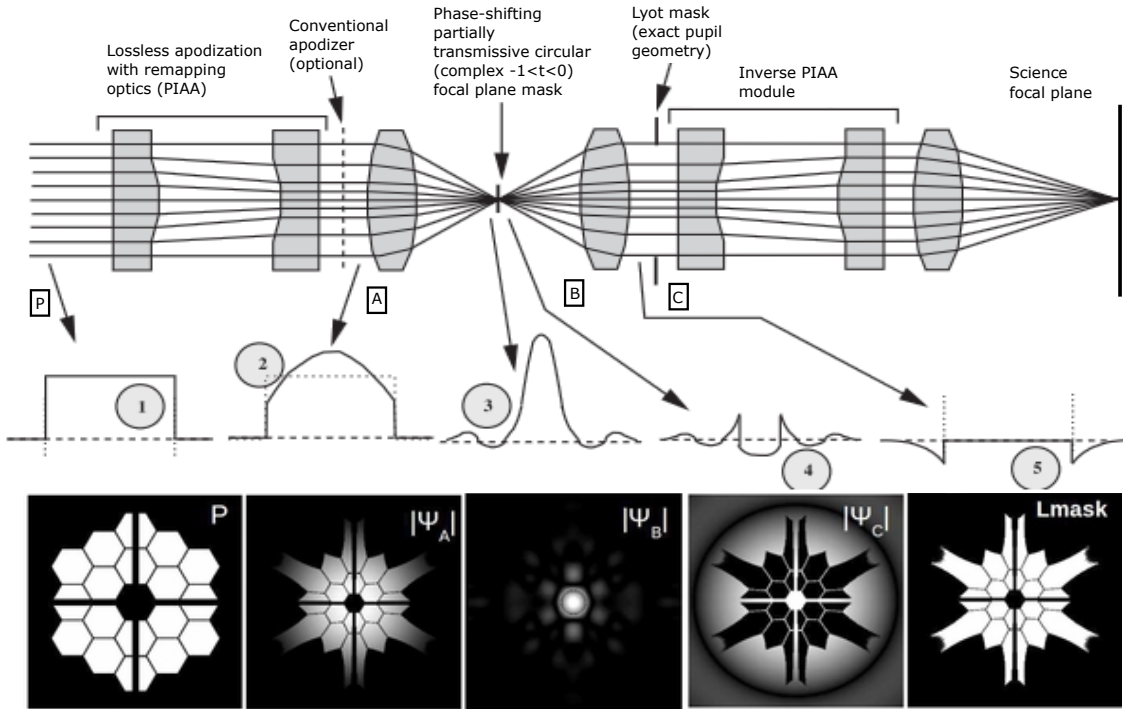 Lossless apodization
with remapping
optics (PIAA)
Conventional
apodizer
(optional)
Phase-shifting
partially
transmissive circular
(complex -1<t<0)
focal plane mask
Lyot mask
(exact pupil
geometry)
Inverse PIAA
module
Science
focal plane
P
A
B
C
1
2
3
4
5
P
|Ψ_A|
|Ψ_B|
|Ψ_C|
Lmask